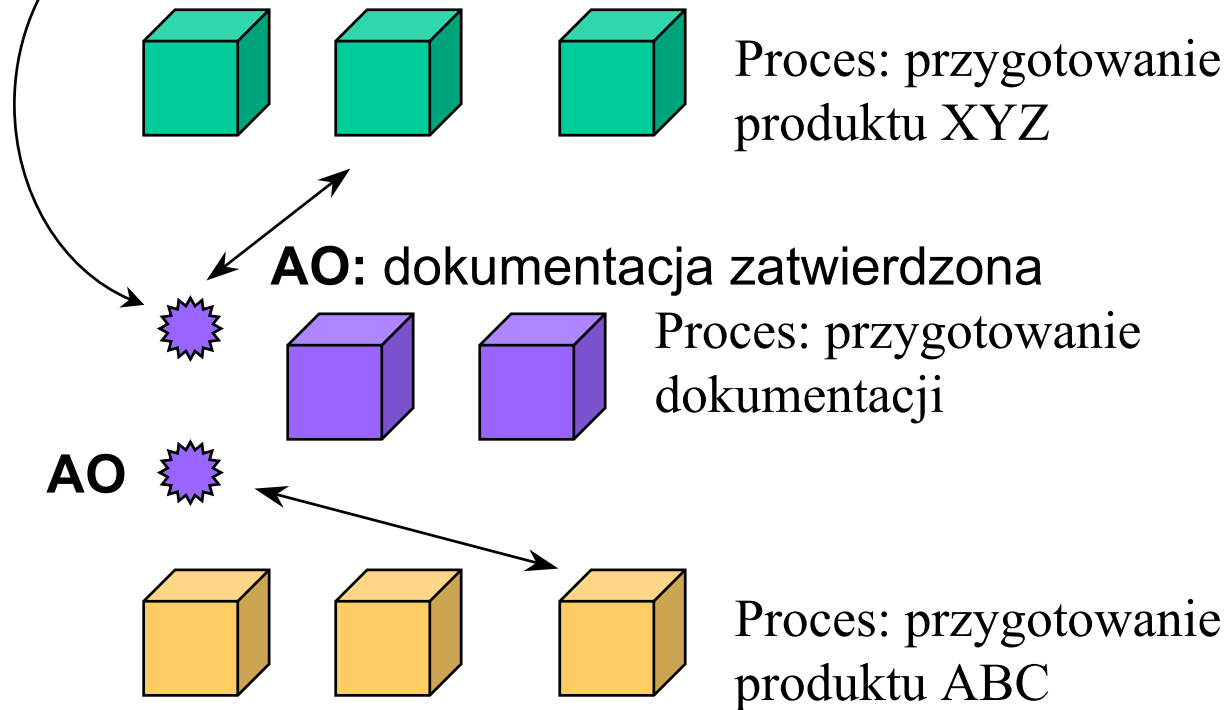 Proces: przygotowanie
produktu XYZ
AO: dokumentacja zatwierdzona
Proces: przygotowanie
dokumentacji
AO
Proces: przygotowanie
produktu ABC